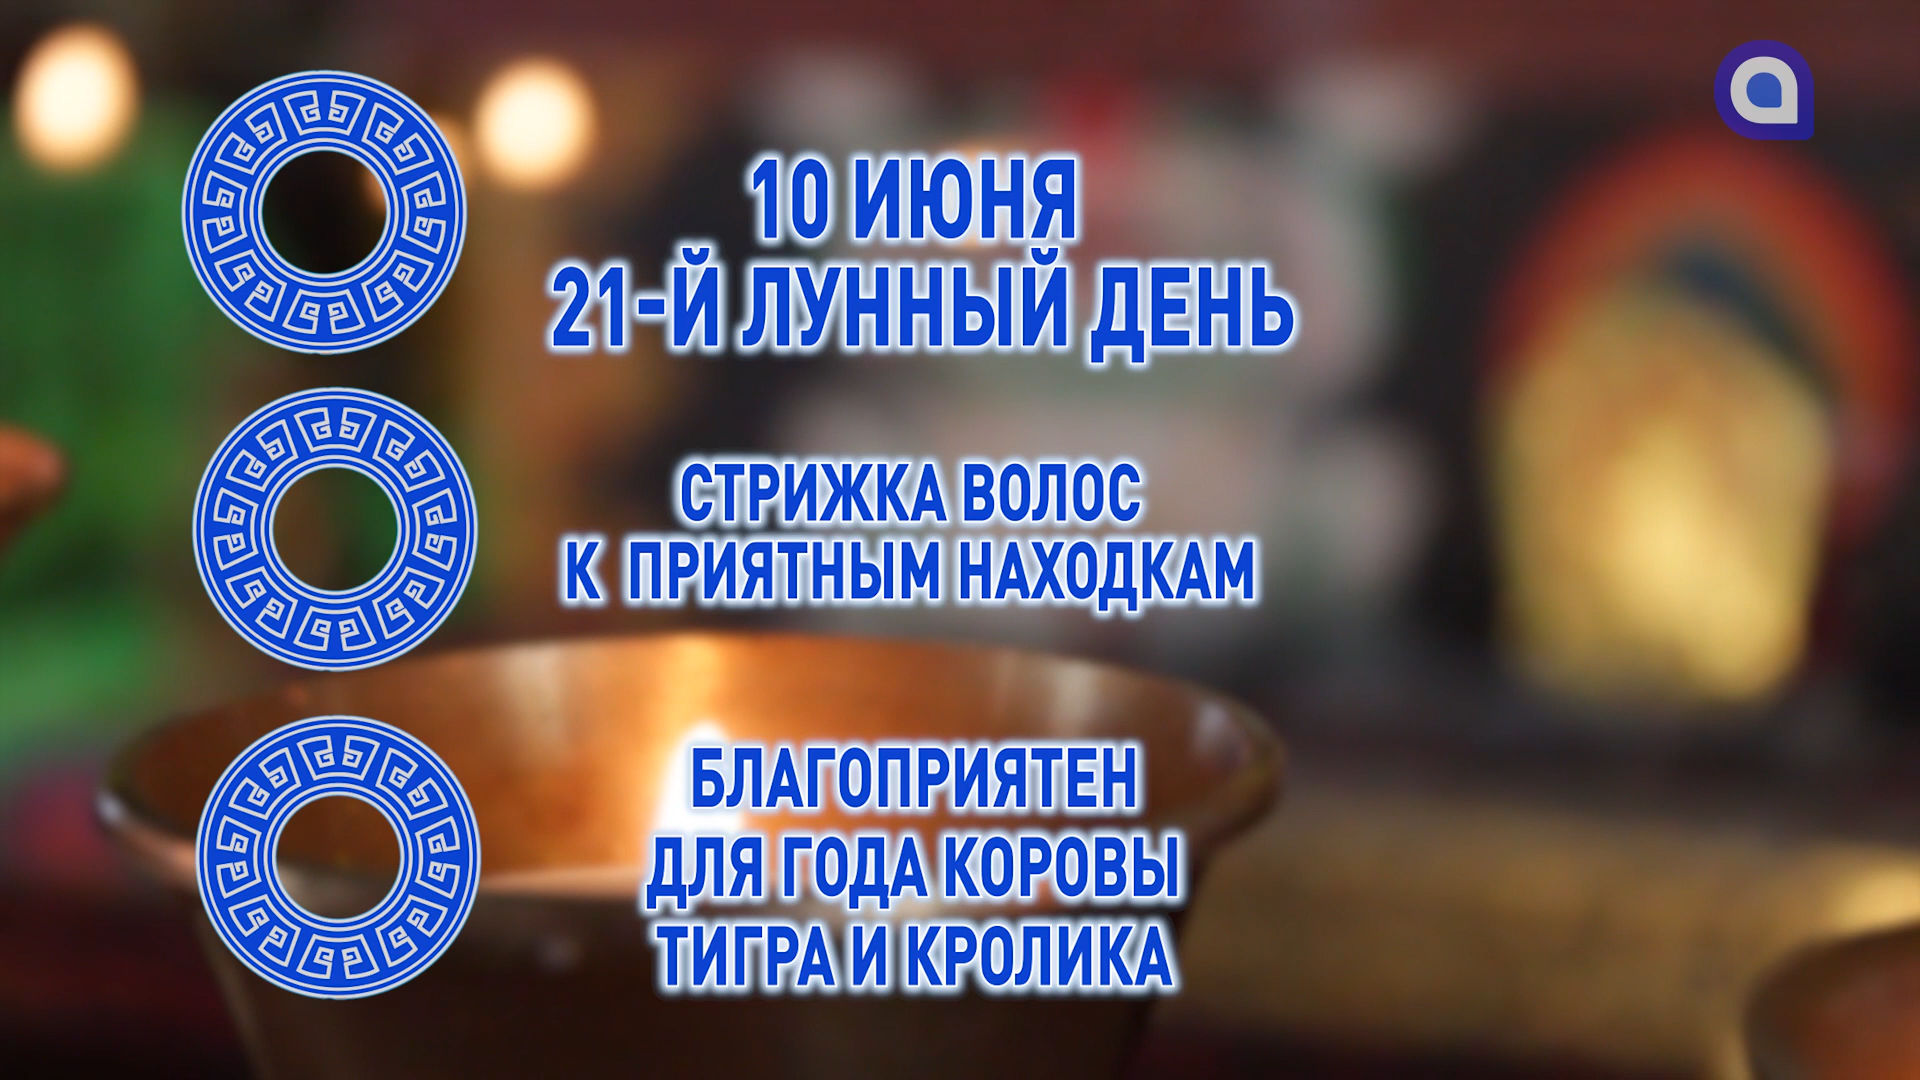 10 ИЮНЯ
21-Й ЛУННЫЙ ДЕНЬ
СТРИЖКА ВОЛОС
К ПРИЯТНЫМ НАХОДКАМ
БЛАГОПРИЯТЕН
ДЛЯ ГОДА КОРОВЫ
ТИГРА И КРОЛИКА